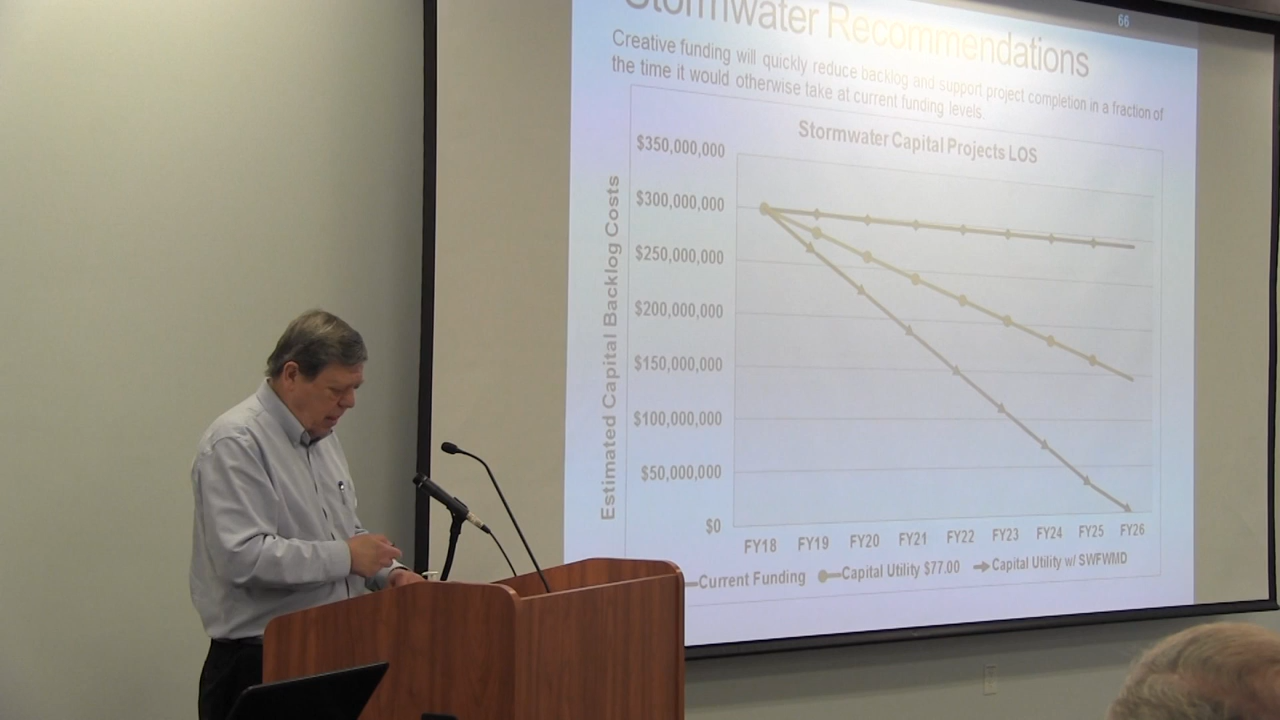 66
Stormwater Recommendations
Creative funding will quickly reduce backlog and support project completion in a fraction of
the time it would otherwise take at current funding levels.
Stormwater Capital Projects LOS
Estimated Capital Backlog Costs
$350,000,000
$300,000,000
$250,000,000
$200,000,000
$150,000,000
$100,000,000
$50,000,000
$0
FY18 FY19 FY20 FY21 FY22 FY23 FY24 FY25 FY26
Current Funding Capital Utility $77.00 Capital Utility w/ SWFWMD